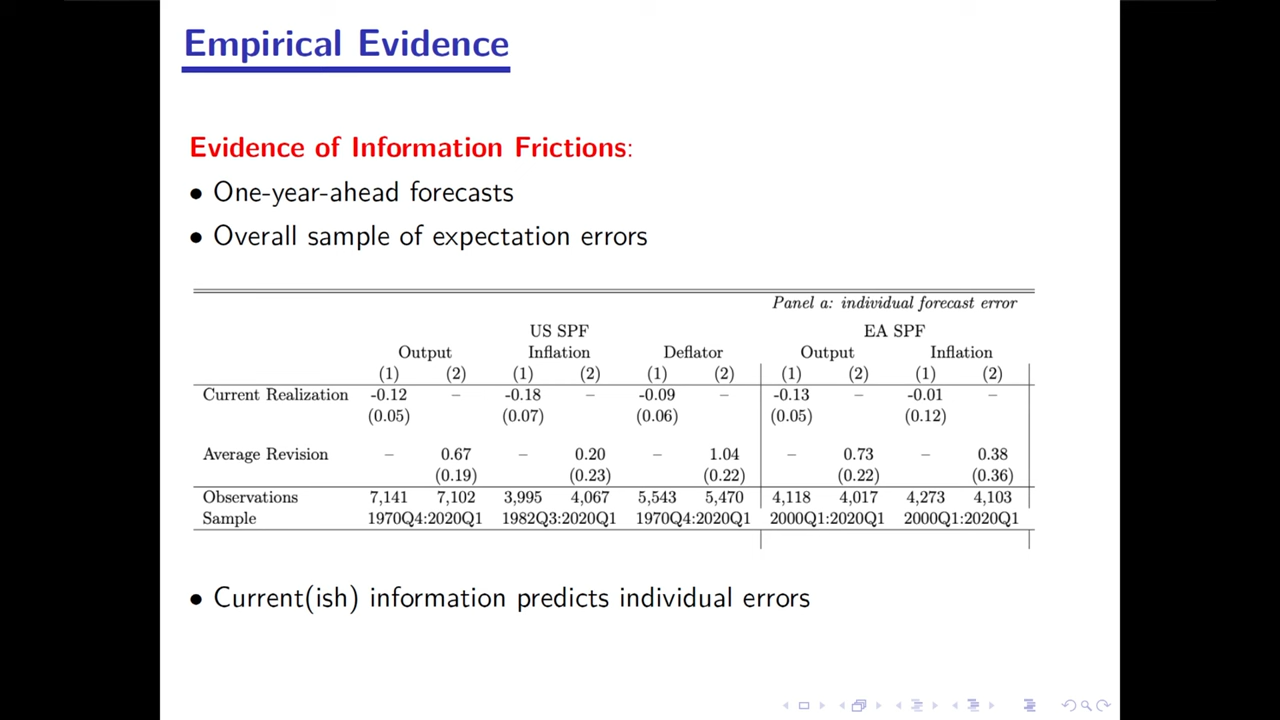 Empirical Evidence
Evidence of Information Frictions:
• One-year-ahead forecasts
• Overall sample of expectation errors
Panel a: individual forecast error
US SPF EA SPF
Output Inflation Deflator Output Inflation
(1) (2) (1) (2) (1) (2) (1) (2) (1) (2)
Current Realization -0.12 – -0.18 – -0.09 – -0.13 – -0.01 –
(0.05) (0.07) (0.06) (0.05) (0.12)
Average Revision – 0.67 – 0.20 – 1.04 – 0.73 – 0.38
(0.19) (0.23) (0.22) (0.22) (0.36)
Observations 7,141 7,102 3,995 4,067 5,543 5,470 4,118 4,017 4,273 4,103
Sample 1970Q4:2020Q1 1982Q3:2020Q1 1970Q4:2020Q1 2000Q1:2020Q1 2000Q1:2020Q1
• Current(ish) information predicts individual errors